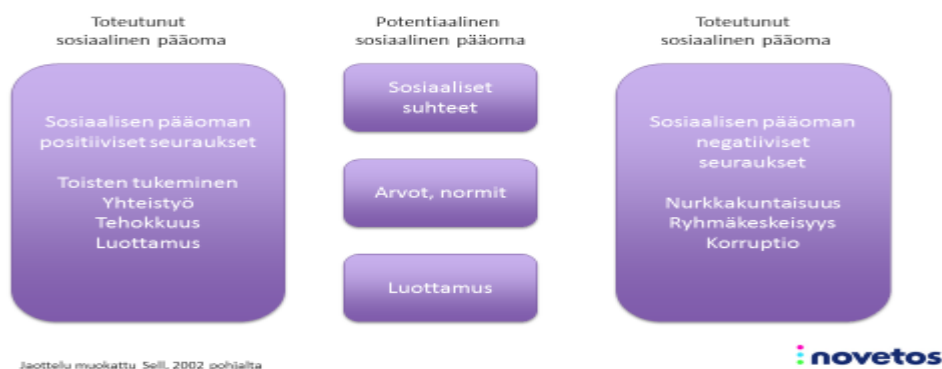 Toteutunut
sosiaalinen pääoma
Sosiaalisen pääoman
positiiviset seuraukset
Toisten tukeminen
Yhteistyö
Tehokkuus
Luottamus
Potentiaalinen
sosiaalinen pääoma
Sosiaaliset
suhteet
Arvot, normit
Luottamus
Toteutunut
sosiaalinen pääoma
Sosiaalisen pääoman
negatiiviset
seuraukset
Nurkkakuntaisuus
Ryhmäkeskeisyys
Korruptio
Jaottelu muokattu Sell, 2002 pohjalta
novetos